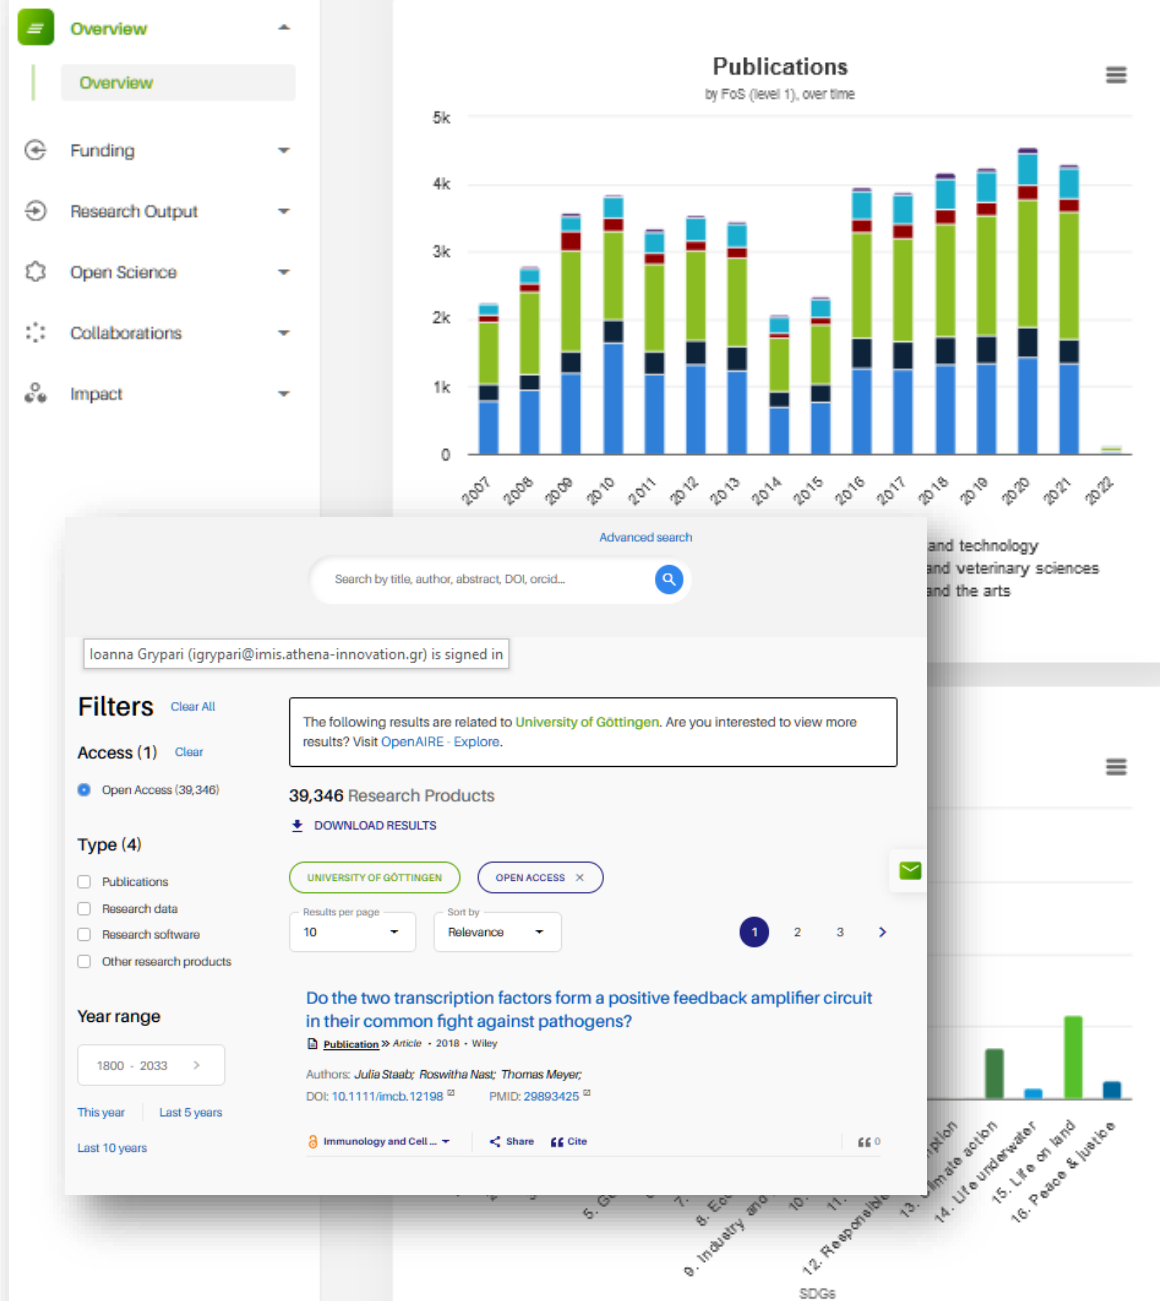 Overview
Overview
Funding
Research Output
Open Science
Collaborations
Impact
Publications
by FoS (level 1), over time
5k
4k
3k
2k
1k
0
2007
2008
2009
2010
2011
2012
2013
2014
2015
2016
2017
2018
2019
2020
2021
2022
and technology
and veterinary sciences
and the arts
Advanced search
Search by title, author, abstract, DOI, orcid...
Ioanna Grypari (igrypari@imis.athena-innovation.gr) is signed in
Filters Clear All
Access (1) Clear
Open Access (39,346)
Type (4)
Publications
Research data
Research software
Other research products
Year range
1800 - 2033
This year Last 5 years
Last 10 years
The following results are related to University of Göttingen. Are you interested to view more
results? Visit OpenAIRE - Explore.
39,346 Research Products
DOWNLOAD RESULTS
UNIVERSITY OF GÖTTINGEN OPEN ACCESS ×
Results per page
10
Sort by
Relevance
1 2 3
Do the two transcription factors form a positive feedback amplifier circuit
in their common fight against pathogens?
Publication » Article • 2018 • Wiley
Authors: Julia Staab; Roswitha Nast; Thomas Meyer;
DOI: 10.1111/imcb.12198 PMID: 29893425
Immunology and Cell ... Share Cite 0
5. G
7.
8. Eco
9. Industry and
10.
11.
12. Responsible
13. Climate action
14. Life underwater
15. Life on land
16. Peace & justice
SDGs